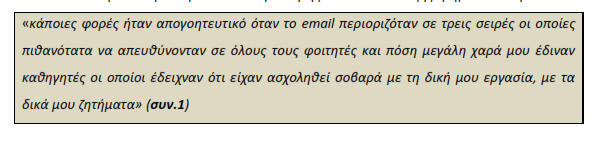 «κάποιες φορές ήταν απογοητευτικό όταν το email περιοριζόταν σε τρεις σειρές οι οποίες
πιθανότατα να απευθύνονταν σε όλους τους φοιτητές και πόση μεγάλη χαρά μου έδιναν
καθηγητές οι οποίοι έδειχναν ότι είχαν ασχοληθεί σοβαρά με τη δική μου εργασία, με τα
δικά μου ζητήματα» (συν.1)